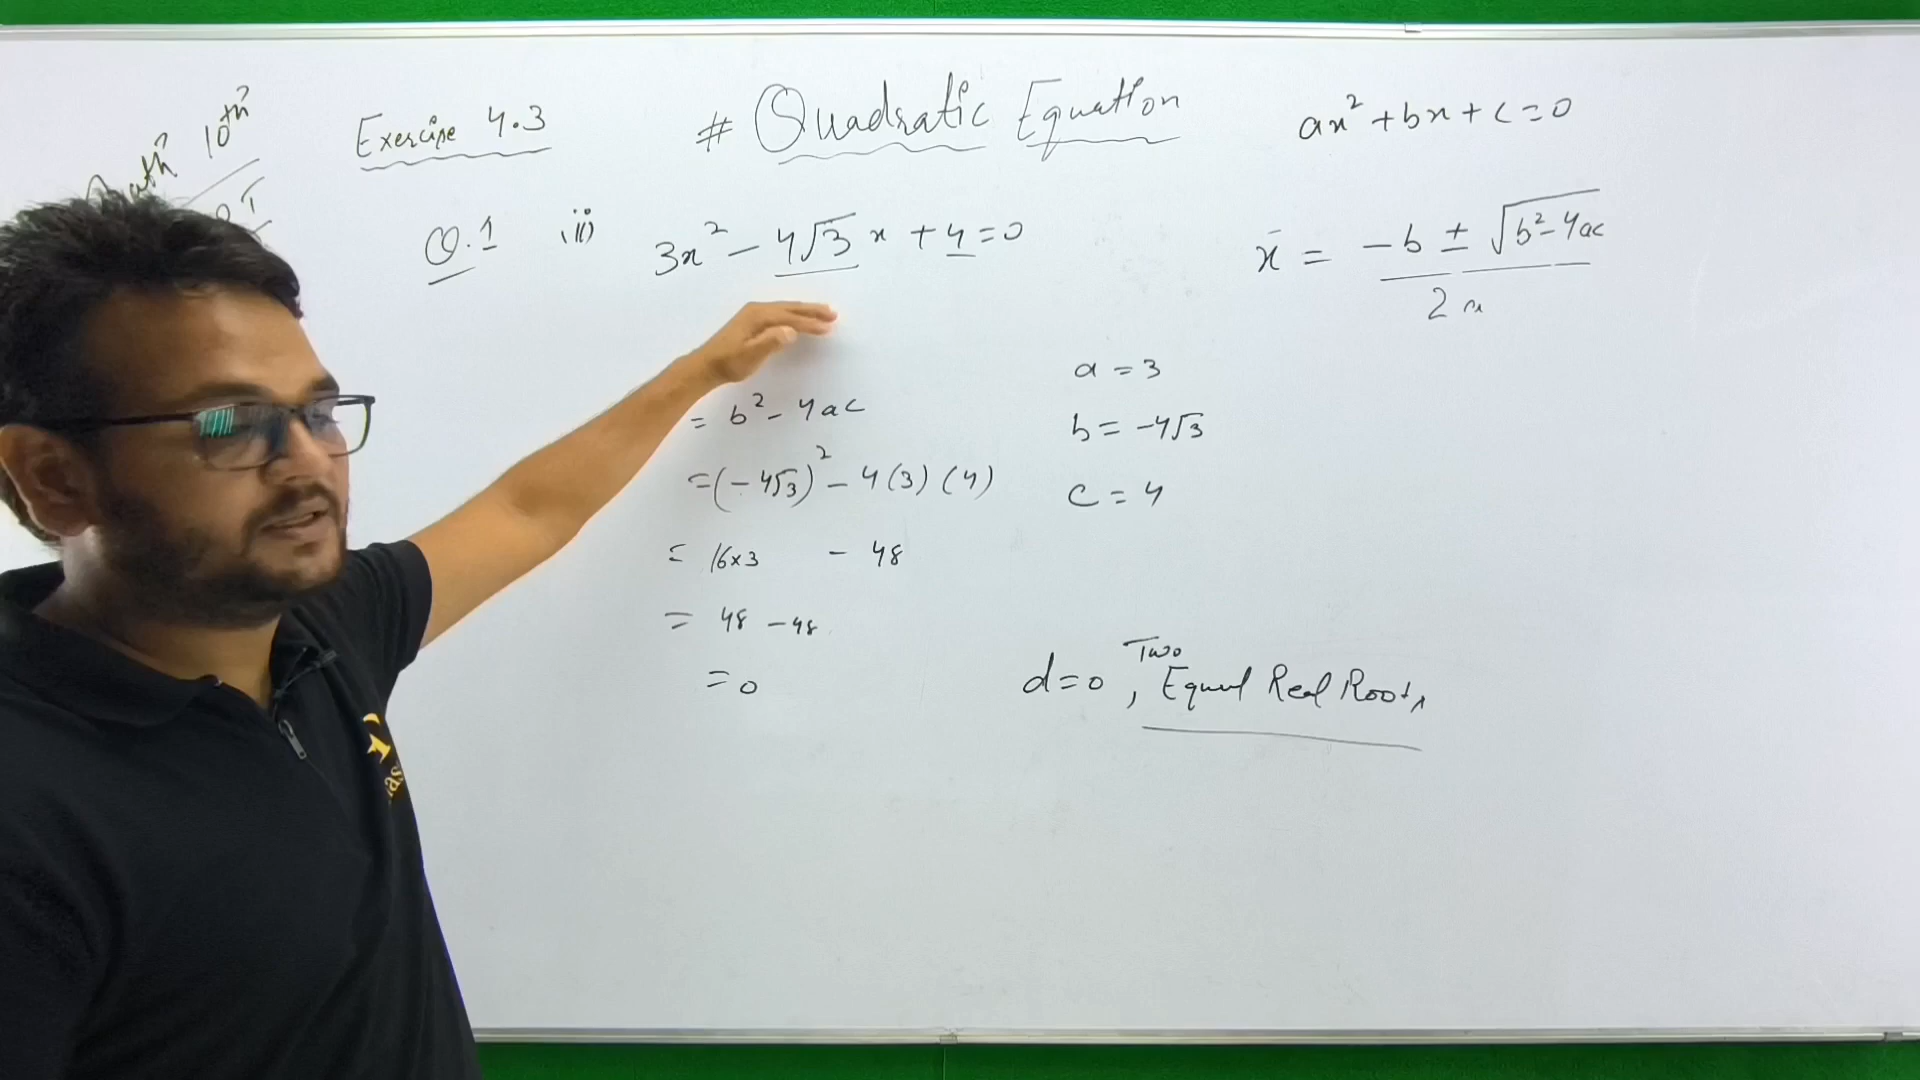 Math 10th
Exercise 4.3
# Quadratic Equation
ax² + bx + c = 0
Q.1 ii) 3x² - 4√3 x + 4 = 0
x = -b ± √b² - 4ac
2a
a = 3
= b² - 4ac
b = -4√3
= (-4√3)² - 4(3)(4)
c = 4
= 16×3 - 48
= 48 - 48
= 0
d=0, Two Equal Real Roots